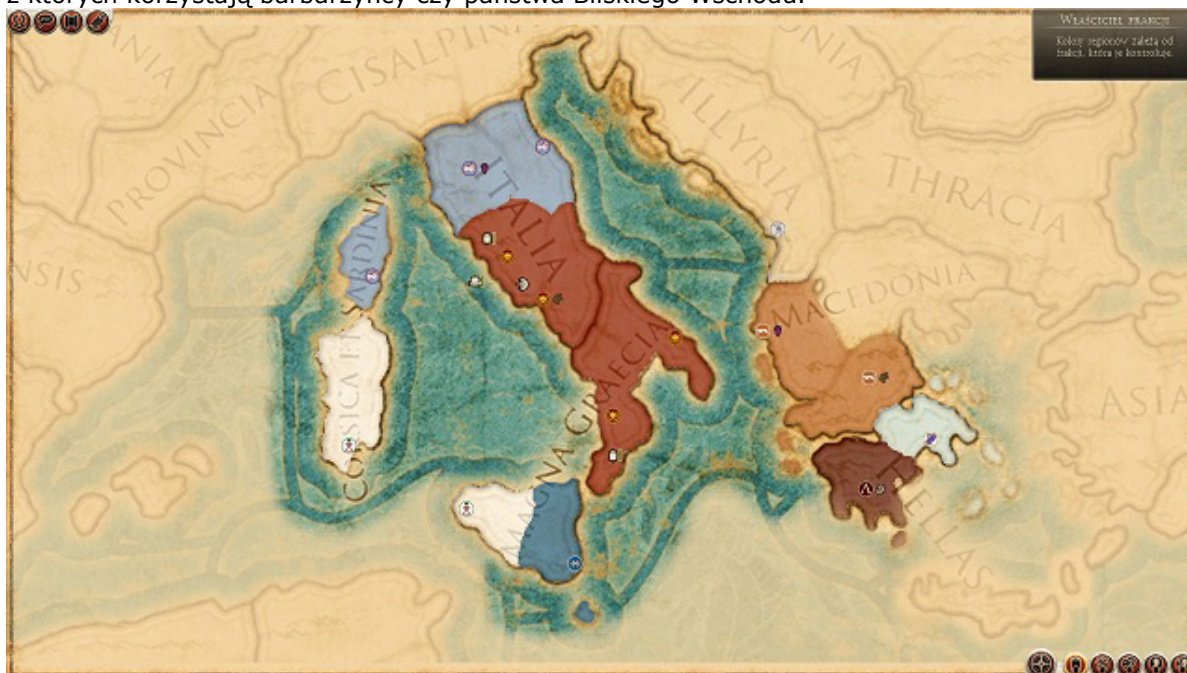 z których korzystają barbarzyńcy czy państwa Bliskiego Wschodu.
WŁAŚCICIEL FRAKCJI
Kolory regionów zależą od
frakcji, która je kontroluje.
CISALPINA
PROVINCIA
ILLYRIA
THRACIA
ITALIA
CORSICA ET SARDINIA
MACEDONIA
MAGNA GRAECIA
ASIA
HELLAS